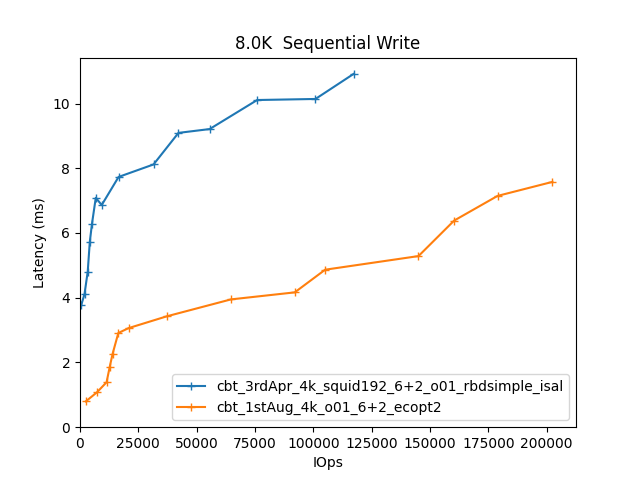 8.0K  Sequential Write
Latency (ms)
10
8
6
4
2
0
0 25000 50000 75000 100000 125000 150000 175000 200000
IOps
cbt_3rdApr_4k_squid192_6+2_o01_rbdsimple_isal
cbt_1stAug_4k_o01_6+2_ecopt2